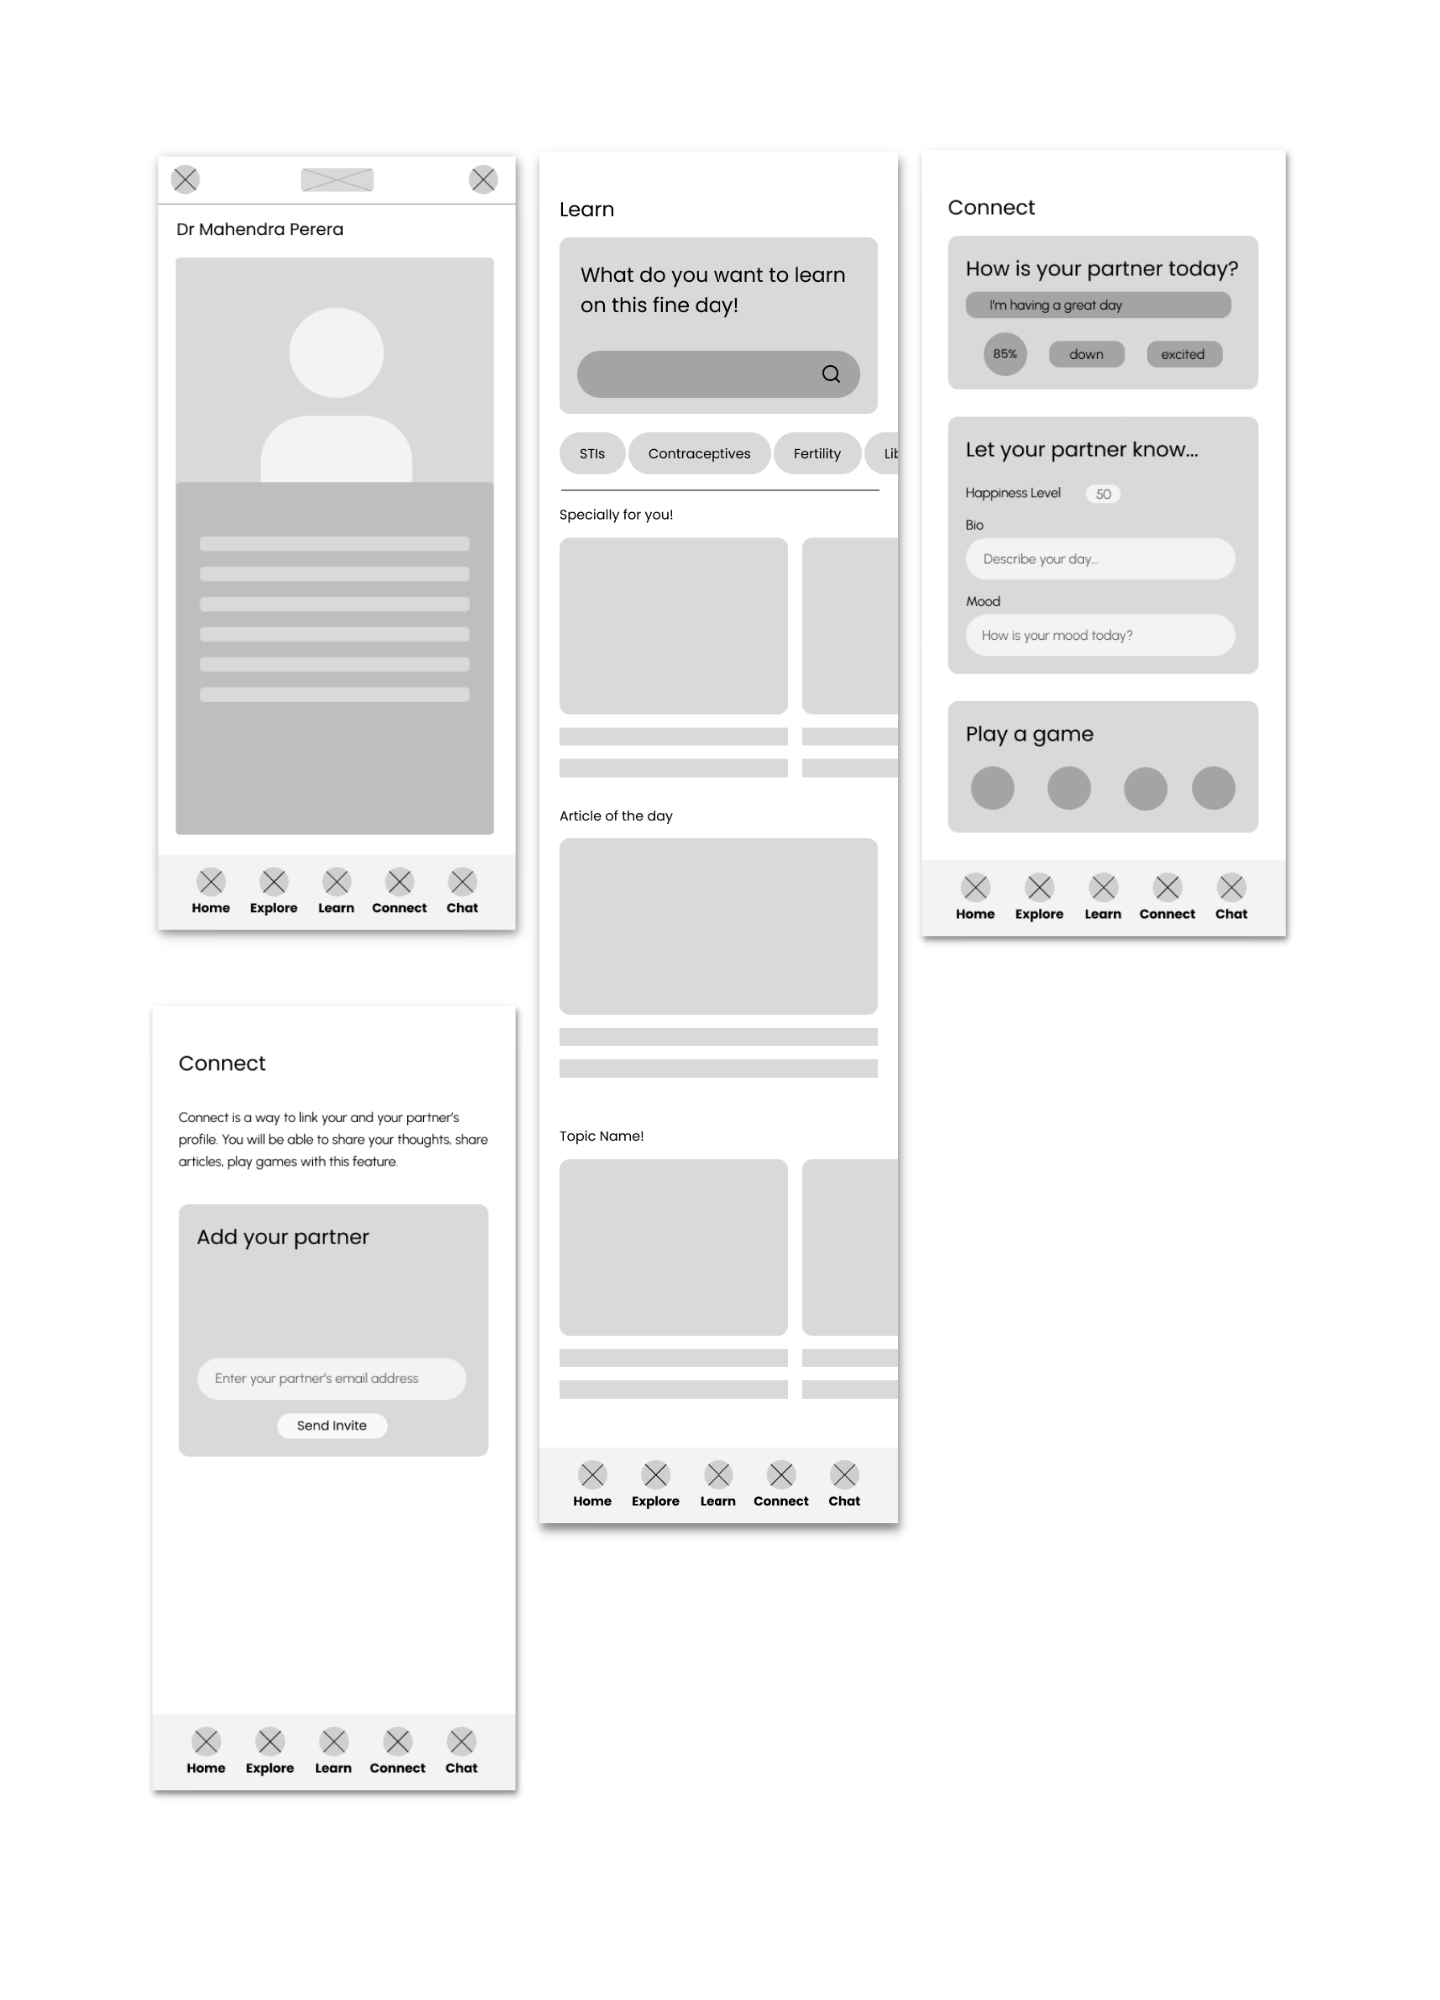 Dr Mahendra Perera
Home Explore Learn Connect Chat
Learn
What do you want to learn
on this fine day!
STIs Contraceptives Fertility Lib
Specially for you!
Article of the day
Topic Name!
Home Explore Learn Connect Chat
Connect
How is your partner today?
I'm having a great day
85% down excited
Let your partner know...
Happiness Level 50
Bio
Describe your day...
Mood
How is your mood today?
Play a game
Home Explore Learn Connect Chat
Connect
Connect is a way to link your and your partner's
profile. You will be able to share your thoughts, share
articles, play games with this feature.
Add your partner
Enter your partner's email address
Send Invite
Home Explore Learn Connect Chat